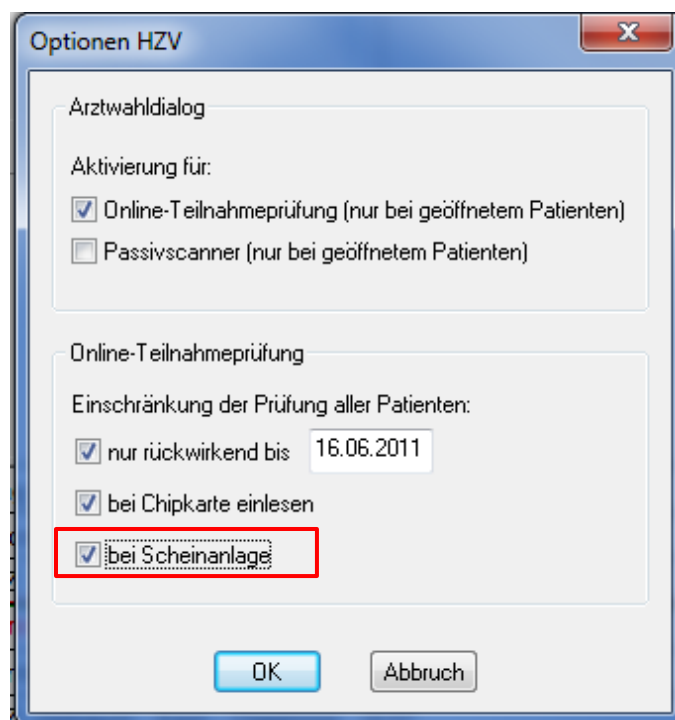 Optionen HZV
Arztwahldialog
Aktivierung für:
Online-Teilnahmeprüfung (nur bei geöffnetem Patienten)
Passivscanner (nur bei geöffnetem Patienten)
Online-Teilnahmeprüfung
Einschränkung der Prüfung aller Patienten:
nur rückwirkend bis 16.06.2011
bei Chipkarte einlesen
bei Scheinanlage
OK Abbruch